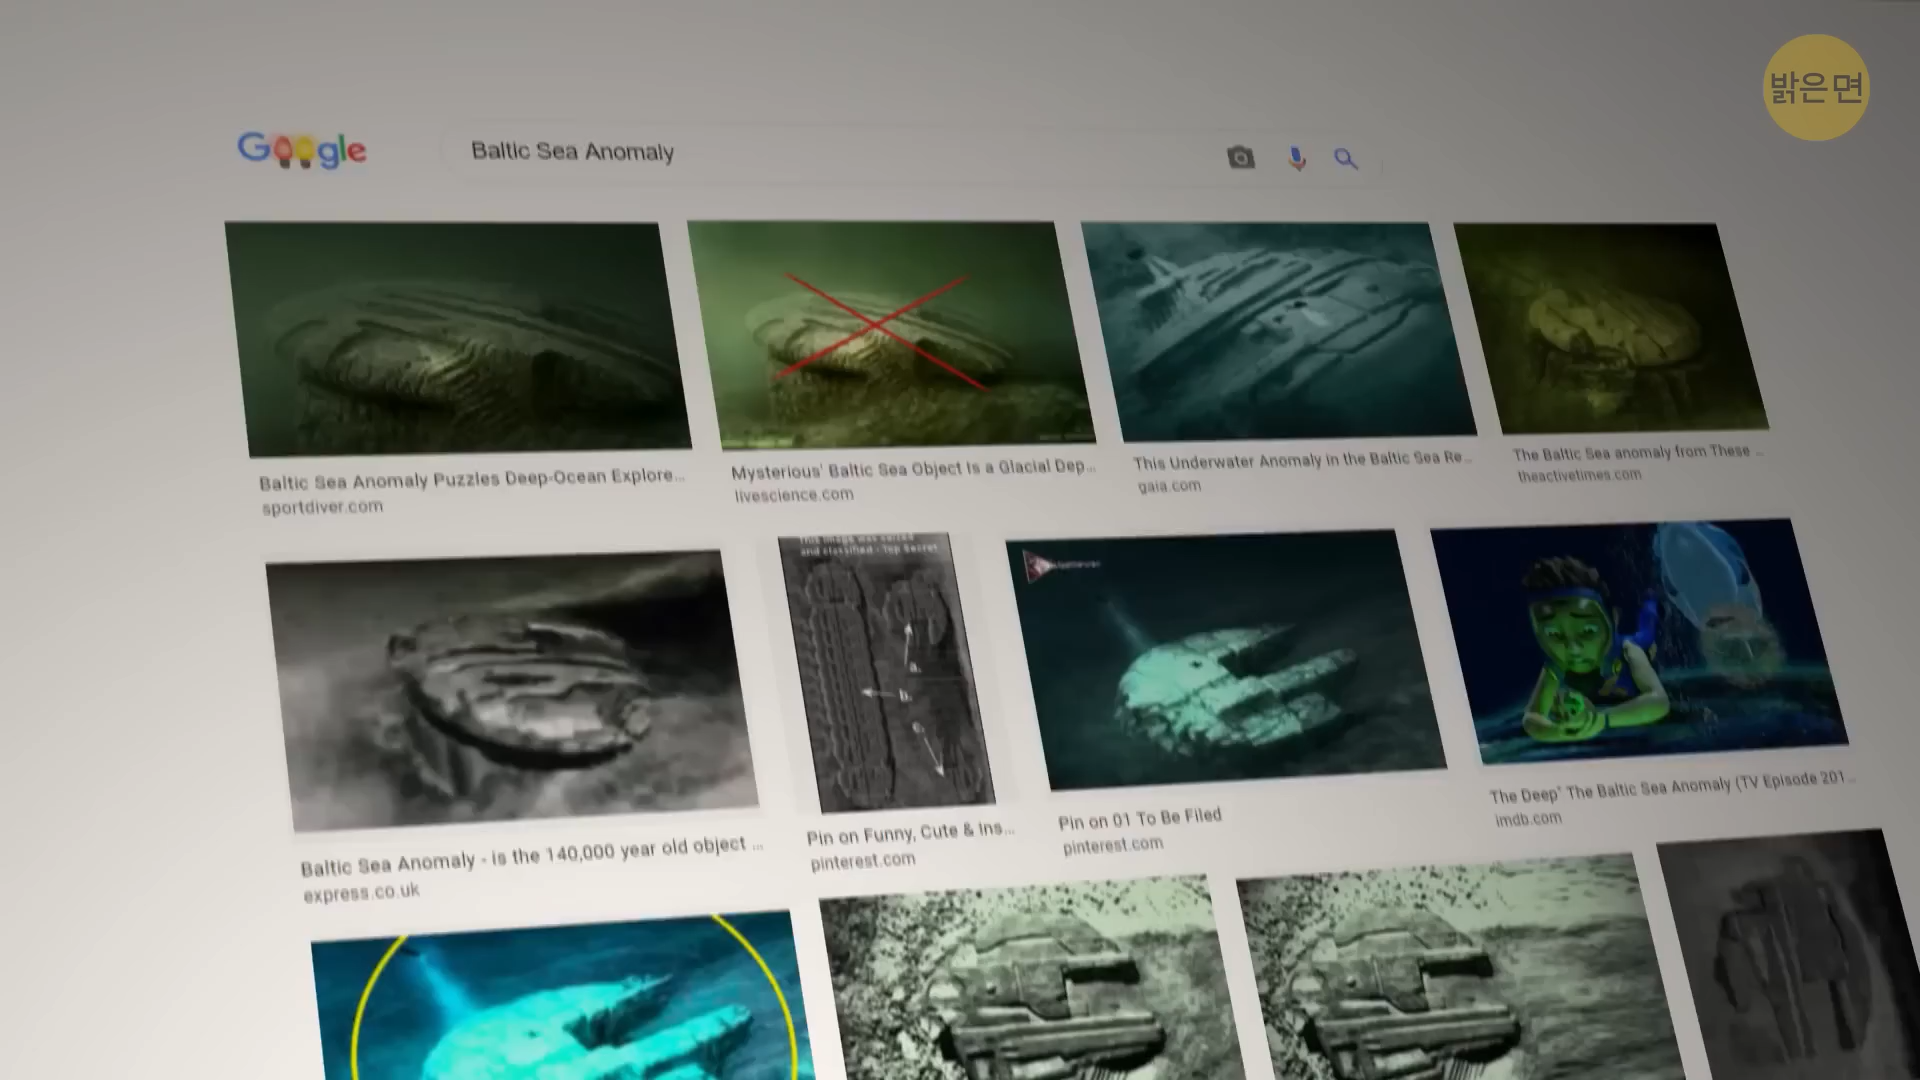 밝은면
Google
Baltic Sea Anomaly
Baltic Sea Anomaly Puzzles Deep-Ocean Explore...
sportdiver.com
Mysterious' Baltic Sea Object Is a Glacial Dep...
livescience.com
This Underwater Anomaly in the Baltic Sea Re...
gaia.com
The Baltic Sea anomaly from These ...
theactivetimes.com
and classified - Top Secret
a.
b.
Baltic Sea Anomaly - is the 140,000 year old object ...
express.co.uk
Pin on Funny, Cute & Ins...
pinterest.com
Pin on 01 To Be Filed
pinterest.com
The Deep" The Baltic Sea Anomaly (TV Episode 201...
imdb.com